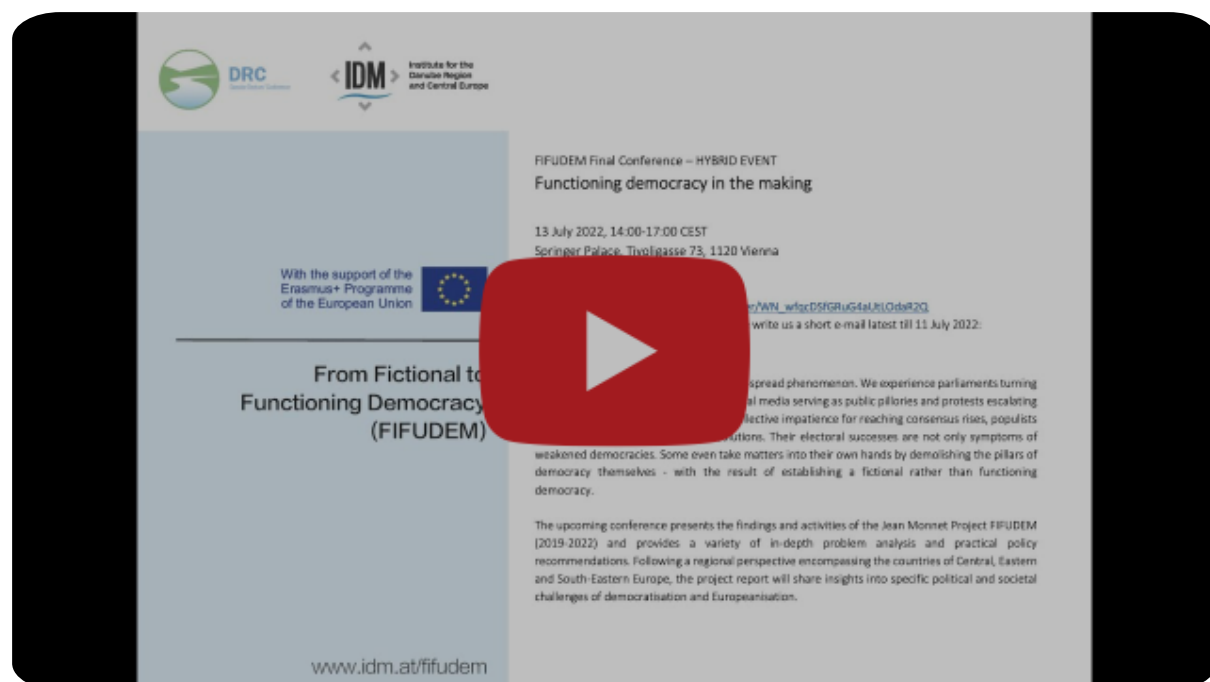 DRC
IDM
Institute for the
Danube Region
and Central Europe
With the support of the
Erasmus+ Programme
of the European Union
From Fictional to
Functioning Democracy
(FIFUDEM)
www.idm.at/fifudem
FIFUDEM Final Conference – HYBRID EVENT
Functioning democracy in the making
13 July 2022, 14:00-17:00 CEST
Springer Palace, Tivoligasse 73, 1120 Vienna
write us a short e-mail latest till 11 July 2022:
spread phenomenon. We experience parliaments turning
al media serving as public pillories and protests escalating
llective impatience for reaching consensus rises, populists
utions. Their electoral successes are not only symptoms of
weakened democracies. Some even take matters into their own hands by demolishing the pillars of
democracy themselves - with the result of establishing a fictional rather than functioning
democracy.
The upcoming conference presents the findings and activities of the Jean Monnet Project FIFUDEM
(2019-2022) and provides a variety of in-depth problem analysis and practical policy
recommendations. Following a regional perspective encompassing the countries of Central, Eastern
and South-Eastern Europe, the project report will share insights into specific political and societal
challenges of democratisation and Europeanisation.